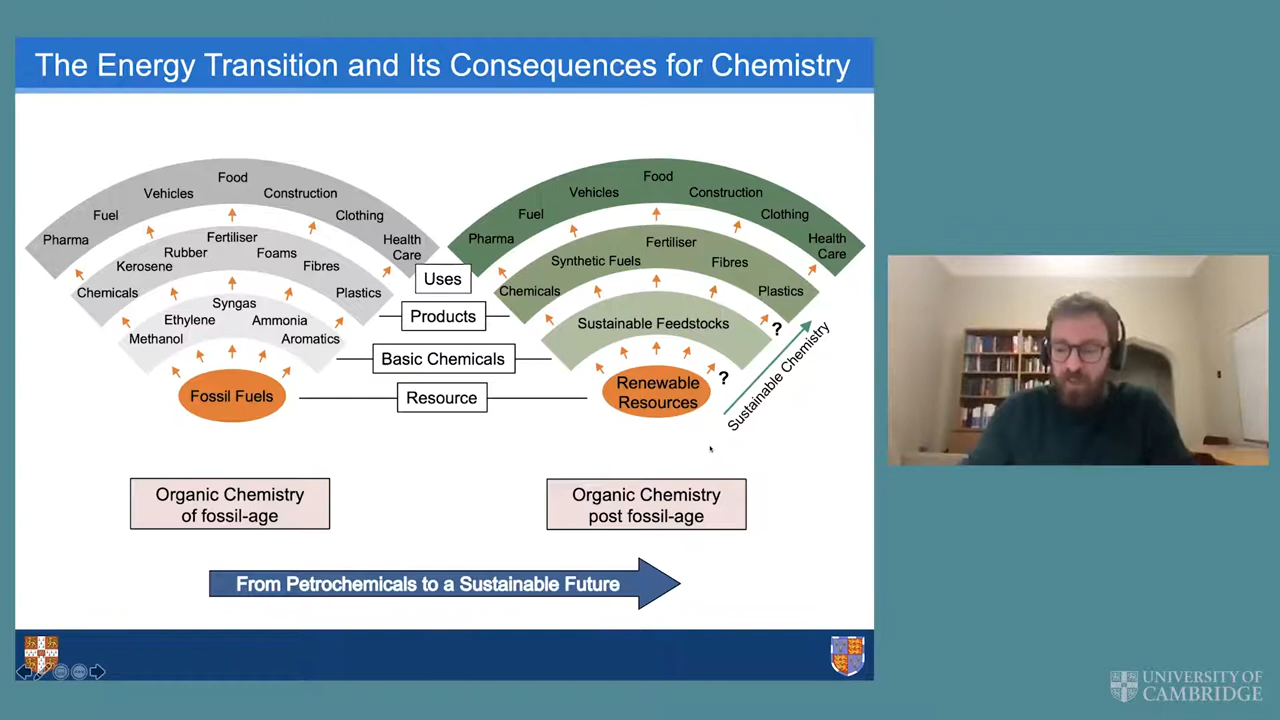 The Energy Transition and Its Consequences for Chemistry
Food
Vehicles
Construction
Fuel
Clothing
Pharma
Health
Care
Fertiliser
Rubber
Foams
Kerosene
Fibres
Chemicals
Plastics
Syngas
Ethylene
Ammonia
Methanol
Aromatics
Fossil Fuels
Uses
Products
Basic Chemicals
Resource
Food
Vehicles
Construction
Fuel
Clothing
Pharma
Health
Care
Fertiliser
Synthetic Fuels
Fibres
Chemicals
Plastics
Sustainable Feedstocks
?
?
Renewable
Resources
Sustainable Chemistry
Organic Chemistry
of fossil-age
Organic Chemistry
post fossil-age
From Petrochemicals to a Sustainable Future
UNIVERSITY OF
CAMBRIDGE